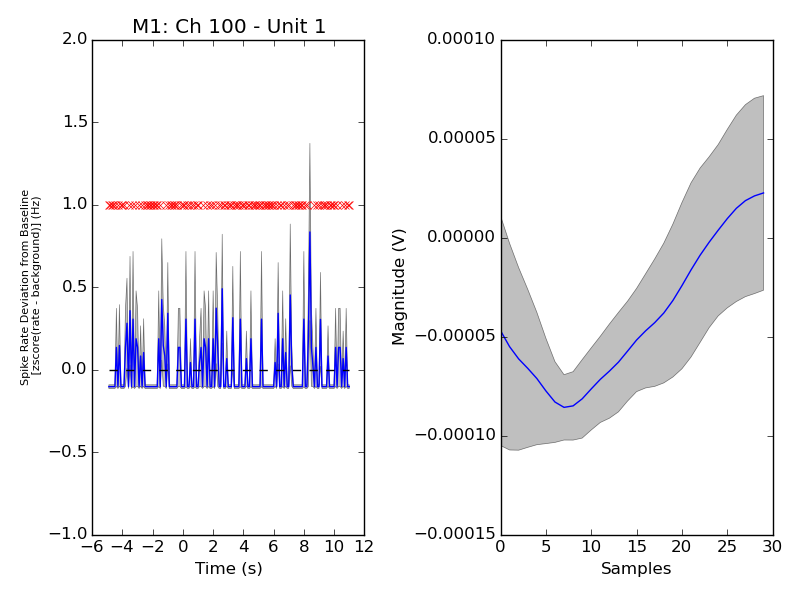 M1: Ch 100 - Unit 1
2.0
1.5
1.0
0.5
0.0
−0.5
−1.0
−6 −4 −2 0 2 4 6 8 10 12
Time (s)
Spike Rate Deviation from Baseline
[zscore(rate - background)] (Hz)
0.00010
0.00005
0.00000
−0.00005
−0.00010
−0.00015
0 5 10 15 20 25 30
Samples
Magnitude (V)